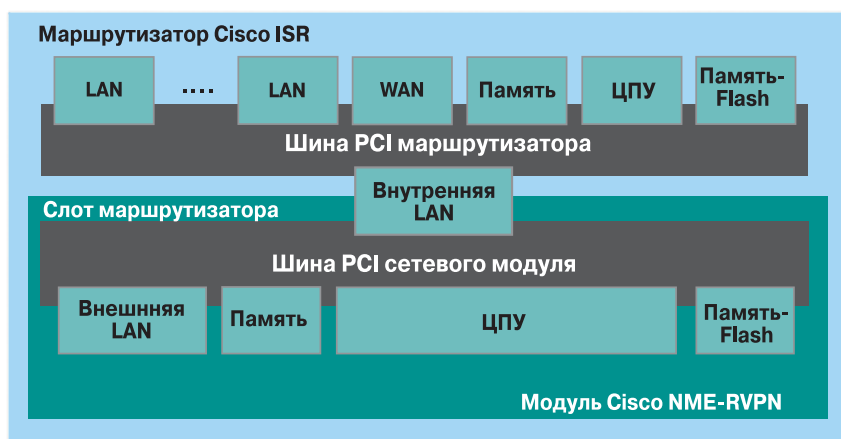 Маршрутизатор Cisco ISR
LAN
....
LAN
WAN
Память
ЦПУ
Память-
Flash
Шина PCI маршрутизатора
Внутренняя
LAN
Слот маршрутизатора
Шина PCI сетевого модуля
Внешнняя
LAN
Память
ЦПУ
Память-
Flash
Модуль Cisco NME-RVPN